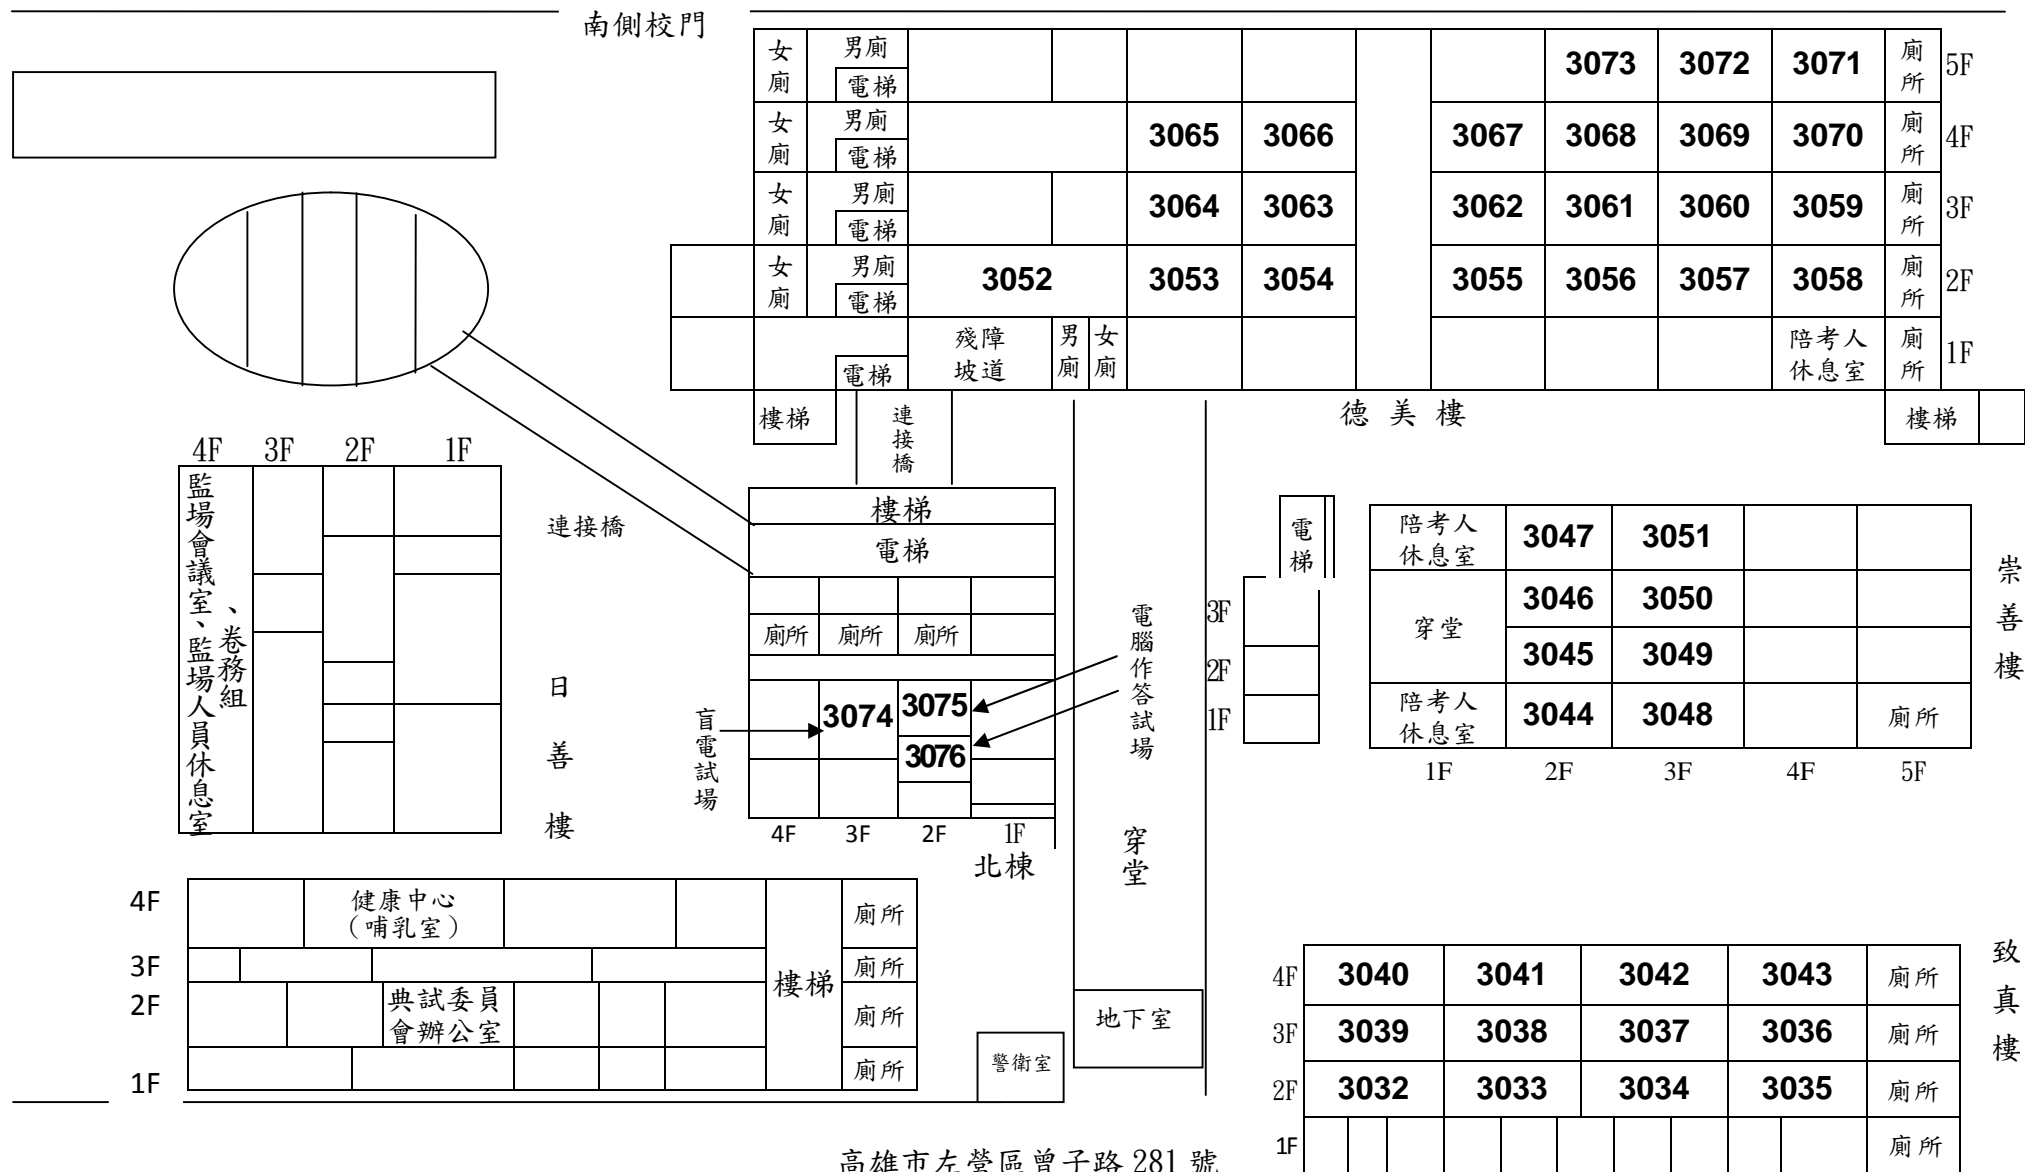 南側校門
女廁 男廁 電梯 3073 3072 3071 廁所 5F
女廁 男廁 電梯 3065 3066 3067 3068 3069 3070 廁所 4F
女廁 男廁 電梯 3064 3063 3062 3061 3060 3059 廁所 3F
女廁 男廁 電梯 3052 3053 3054 3055 3056 3057 3058 廁所 2F
電梯 殘障坡道 男廁 女廁 陪考人休息室 廁所 1F
樓梯 連接橋 德美樓 樓梯
4F 3F 2F 1F
監場會議室、監場人員休息室
、卷務組
連接橋
日善樓
樓梯
電梯
廁所 廁所 廁所
3074 3075
3076
盲電試場
4F 3F 2F 1F
北棟
電腦作答試場
穿堂
地下室
電梯
3F
2F
1F
陪考人休息室 3047 3051
穿堂 3046 3050
3045 3049
陪考人休息室 3044 3048 廁所
1F 2F 3F 4F 5F
崇善樓
4F 健康中心（哺乳室） 廁所
3F 廁所
樓梯
2F 典試委員會辦公室 廁所
1F 廁所
警衛室
4F 3040 3041 3042 3043 廁所
3F 3039 3038 3037 3036 廁所
2F 3032 3033 3034 3035 廁所
1F 廁所
致真樓
高雄市左營區曾子路 281 號